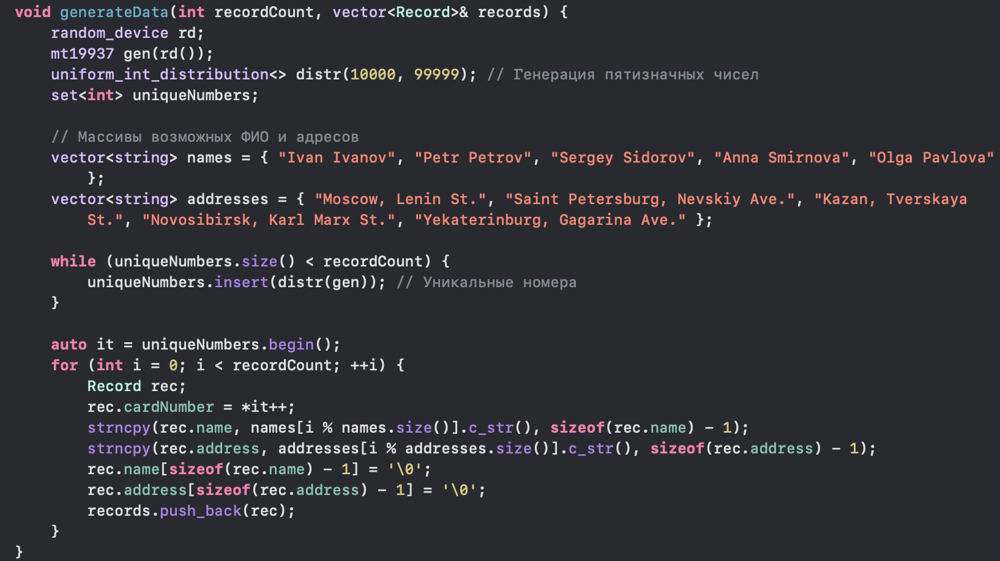 void generateData(int recordCount, vector<Record>& records) {
    random_device rd;
    mt19937 gen(rd());
    uniform_int_distribution<> distr(10000, 99999); // Генерация пятизначных чисел
    set<int> uniqueNumbers;

    // Массивы возможных ФИО и адресов
    vector<string> names = { "Ivan Ivanov", "Petr Petrov", "Sergey Sidorov", "Anna Smirnova", "Olga Pavlova"
        };
    vector<string> addresses = { "Moscow, Lenin St.", "Saint Petersburg, Nevskiy Ave.", "Kazan, Tverskaya
        St.", "Novosibirsk, Karl Marx St.", "Yekaterinburg, Gagarina Ave." };

    while (uniqueNumbers.size() < recordCount) {
        uniqueNumbers.insert(distr(gen)); // Уникальные номера
    }

    auto it = uniqueNumbers.begin();
    for (int i = 0; i < recordCount; ++i) {
        Record rec;
        rec.cardNumber = *it++;
        strncpy(rec.name, names[i % names.size()].c_str(), sizeof(rec.name) - 1);
        strncpy(rec.address, addresses[i % addresses.size()].c_str(), sizeof(rec.address) - 1);
        rec.name[sizeof(rec.name) - 1] = '\0';
        rec.address[sizeof(rec.address) - 1] = '\0';
        records.push_back(rec);
    }
}